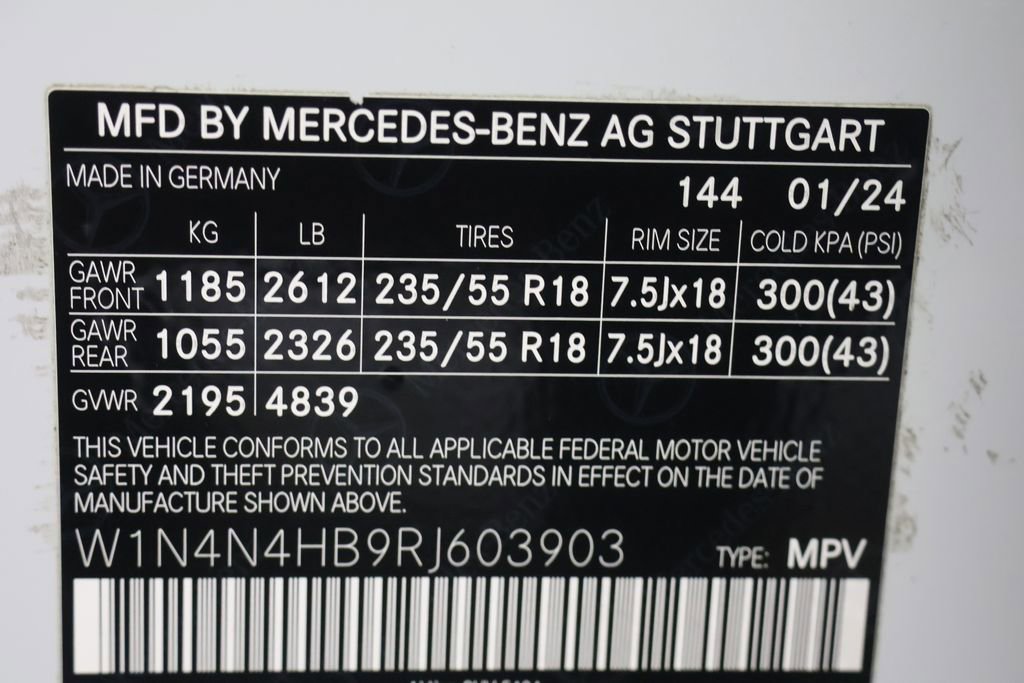 MFD BY MERCEDES-BENZ AG STUTTGART
MADE IN GERMANY
144 01/24
KG LB TIRES RIM SIZE COLD KPA (PSI)
GAWR FRONT 1185 2612 235/55 R18 7.5Jx18 300(43)
GAWR REAR 1055 2326 235/55 R18 7.5Jx18 300(43)
GVWR 2195 4839
THIS VEHICLE CONFORMS TO ALL APPLICABLE FEDERAL MOTOR VEHICLE
SAFETY AND THEFT PREVENTION STANDARDS IN EFFECT ON THE DATE OF
MANUFACTURE SHOWN ABOVE.
W1N4N4HB9RJ603903 TYPE: MPV